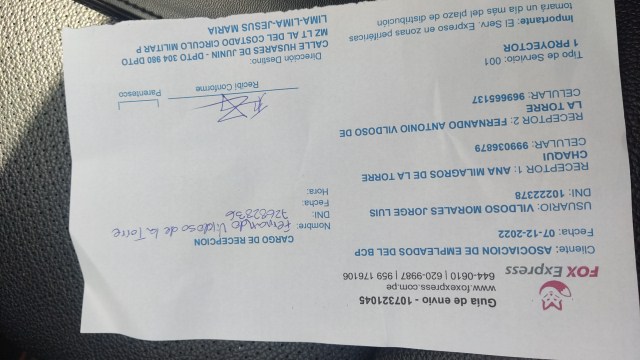 Guía de envío - 107321045
www.foxexpress.com.pe
644-0610 | 620-9987 | 959 176106
FOX Express
Cliente: ASOCIACION DE EMPLEADOS DEL BCP
Fecha: 07-12-2022
USUARIO: VILDOSO MORALES JORGE LUIS
DNI: 10222378
RECEPTOR 1: ANA MILAGROS DE LA TORRE
CHAQUI
CELULAR: 999036879
RECEPTOR 2: FERNANDO ANTONIO VILDOSO DE
LA TORRE
CELULAR: 969665137
Tipo de Servicio: 001
1 PROYECTOR
Importante: El Serv. Expreso en zonas periféricas
tomará un día más del plazo de distribución
CARGO DE RECEPCION
Nombre: Fernando Vildoso de la Torre
DNI: 72682836
Fecha:
Hora:
Recibí Conforme
Parentesco
Dirección Destino:
CALLE HUSARES DE JUNIN - DPTO 304 980 DPTO
MZ LT AL DEL COSTADO CIRCULO MILITAR P
LIMA-LIMA-JESUS MARIA